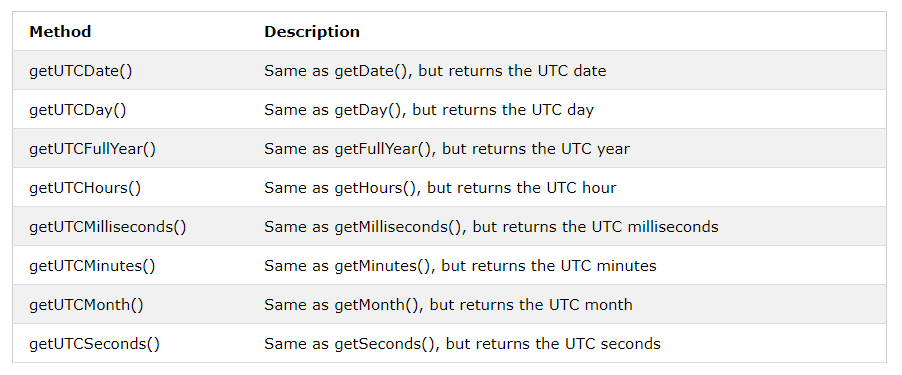 Method Description
getUTCDate() Same as getDate(), but returns the UTC date
getUTCDay() Same as getDay(), but returns the UTC day
getUTCFullYear() Same as getFullYear(), but returns the UTC year
getUTCHours() Same as getHours(), but returns the UTC hour
getUTCMilliseconds() Same as getMilliseconds(), but returns the UTC milliseconds
getUTCMinutes() Same as getMinutes(), but returns the UTC minutes
getUTCMonth() Same as getMonth(), but returns the UTC month
getUTCSeconds() Same as getSeconds(), but returns the UTC seconds